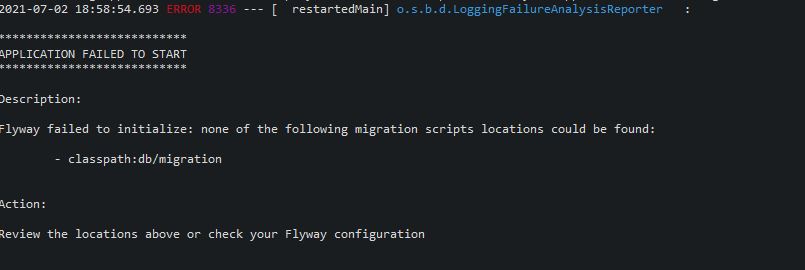 2021-07-02 18:58:54.693 ERROR 8336 --- [  restartedMain] o.s.b.d.LoggingFailureAnalysisReporter   :
***************************
APPLICATION FAILED TO START
***************************
Description:
Flyway failed to initialize: none of the following migration scripts locations could be found:
- classpath:db/migration
Action:
Review the locations above or check your Flyway configuration